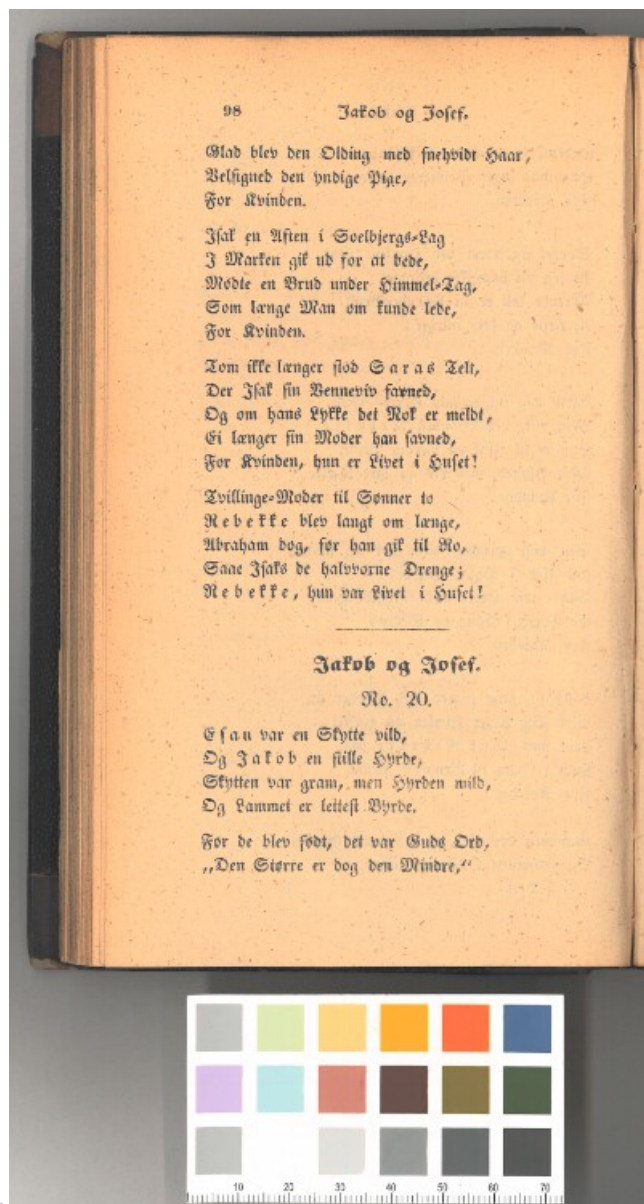 98 Jakob og Josef.
Glad blev den Olding med snehvidt Haar,
Velsigned den yndige Pige,
For Kvinden.
Isak en Aften i Soelbjergs-Lag
I Marken gik ud for at bede,
Mødte en Brud under Himmel-Tag,
Som længe Man om kunde lede,
For Kvinden.
Tom ikke længer stod Saras Telt,
Der Isak sin Venneviv favned,
Og om hans Lykke det Nok er meldt,
Ei længer sin Moder han savned,
For Kvinden, hun er Livet i Huset!
Tvillinge-Moder til Sønner to
Rebekke blev langt om længe,
Abraham dog, før han gik til Ro,
Saae Isaks de halvvorne Drenge;
Rebekke, hun var Livet i Huset!
Jakob og Josef.
No. 20.
Esau var en Skytte vild,
Og Jakob en stille Hyrde,
Skytten var gram, men Hyrden mild,
Og Lammet er lettest Byrde.
For de blev født, det var Guds Ord,
„Den Større er dog den Mindre,“
10 20 30 40 50 60 70